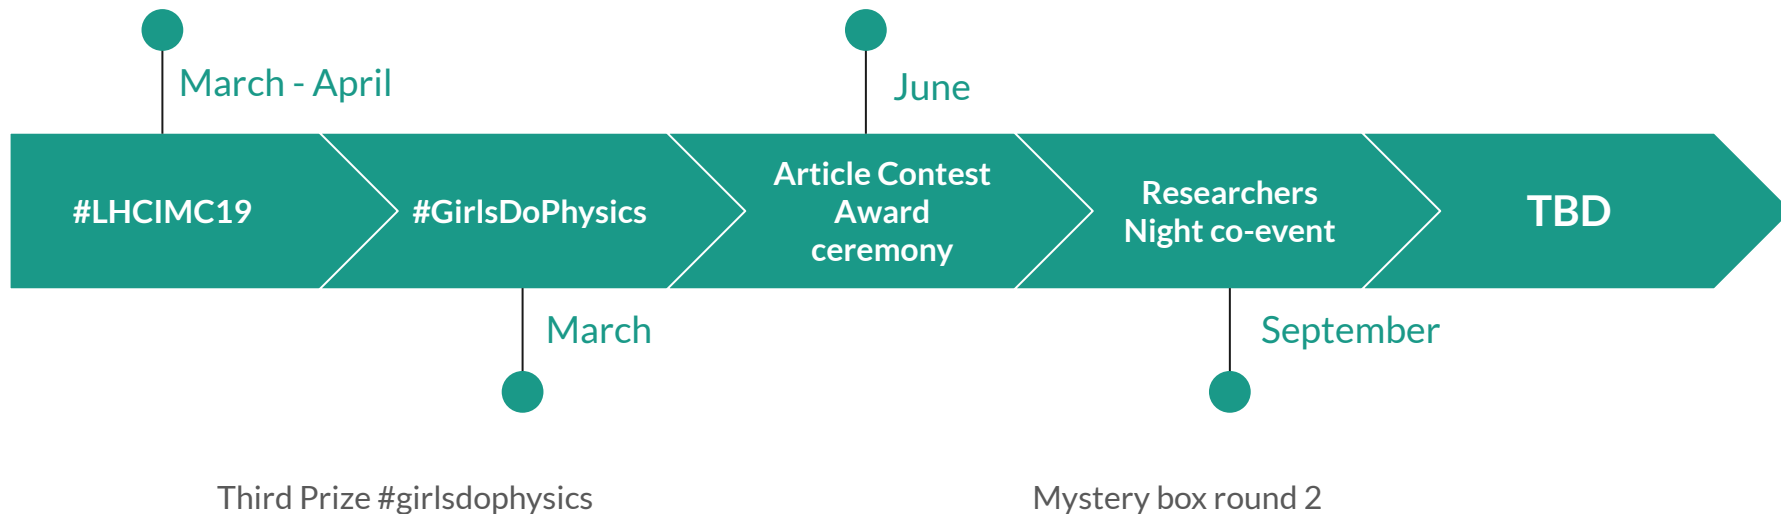 March - April
June
#LHCIMC19
#GirlsDoPhysics
Article Contest
Award
ceremony
Researchers
Night co-event
TBD
March
September
Third Prize #girlsdophysics
Mystery box round 2